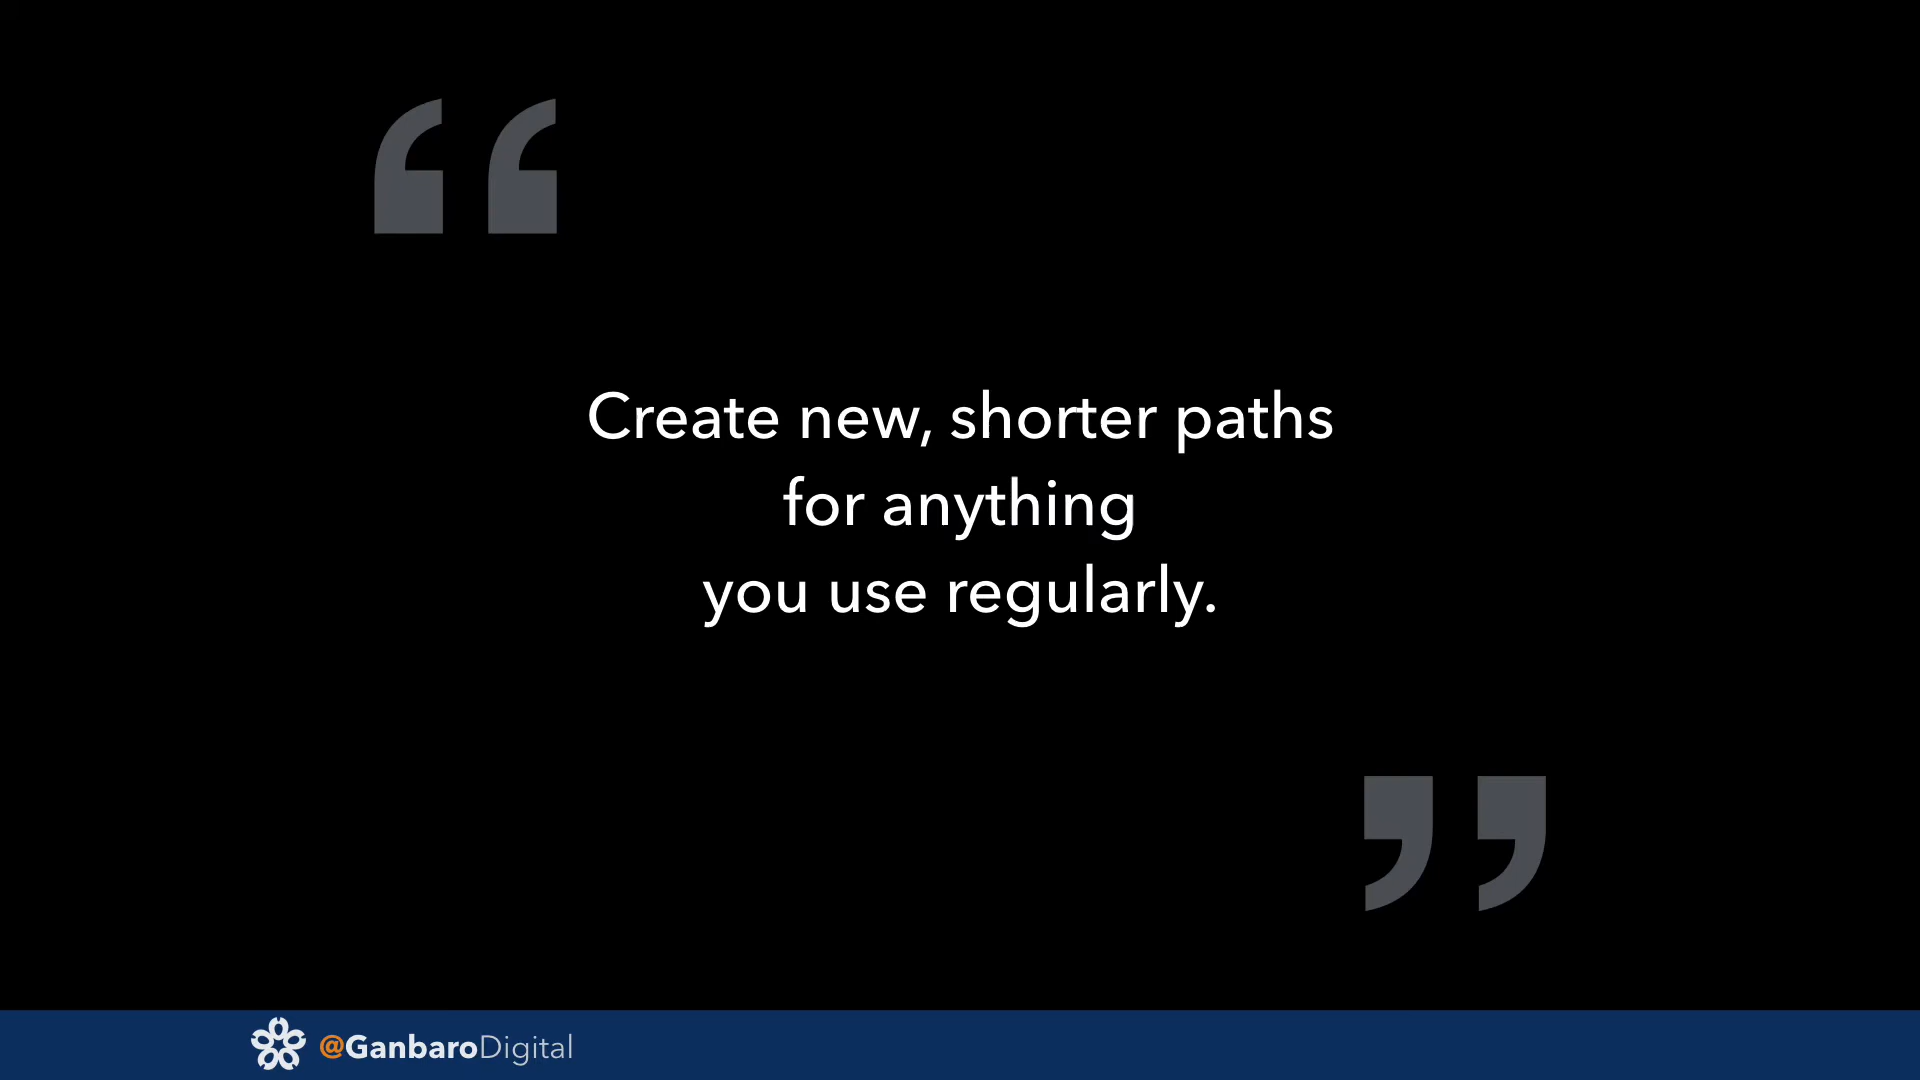 “
Create new, shorter paths
for anything
you use regularly.
”
@GanbaroDigital